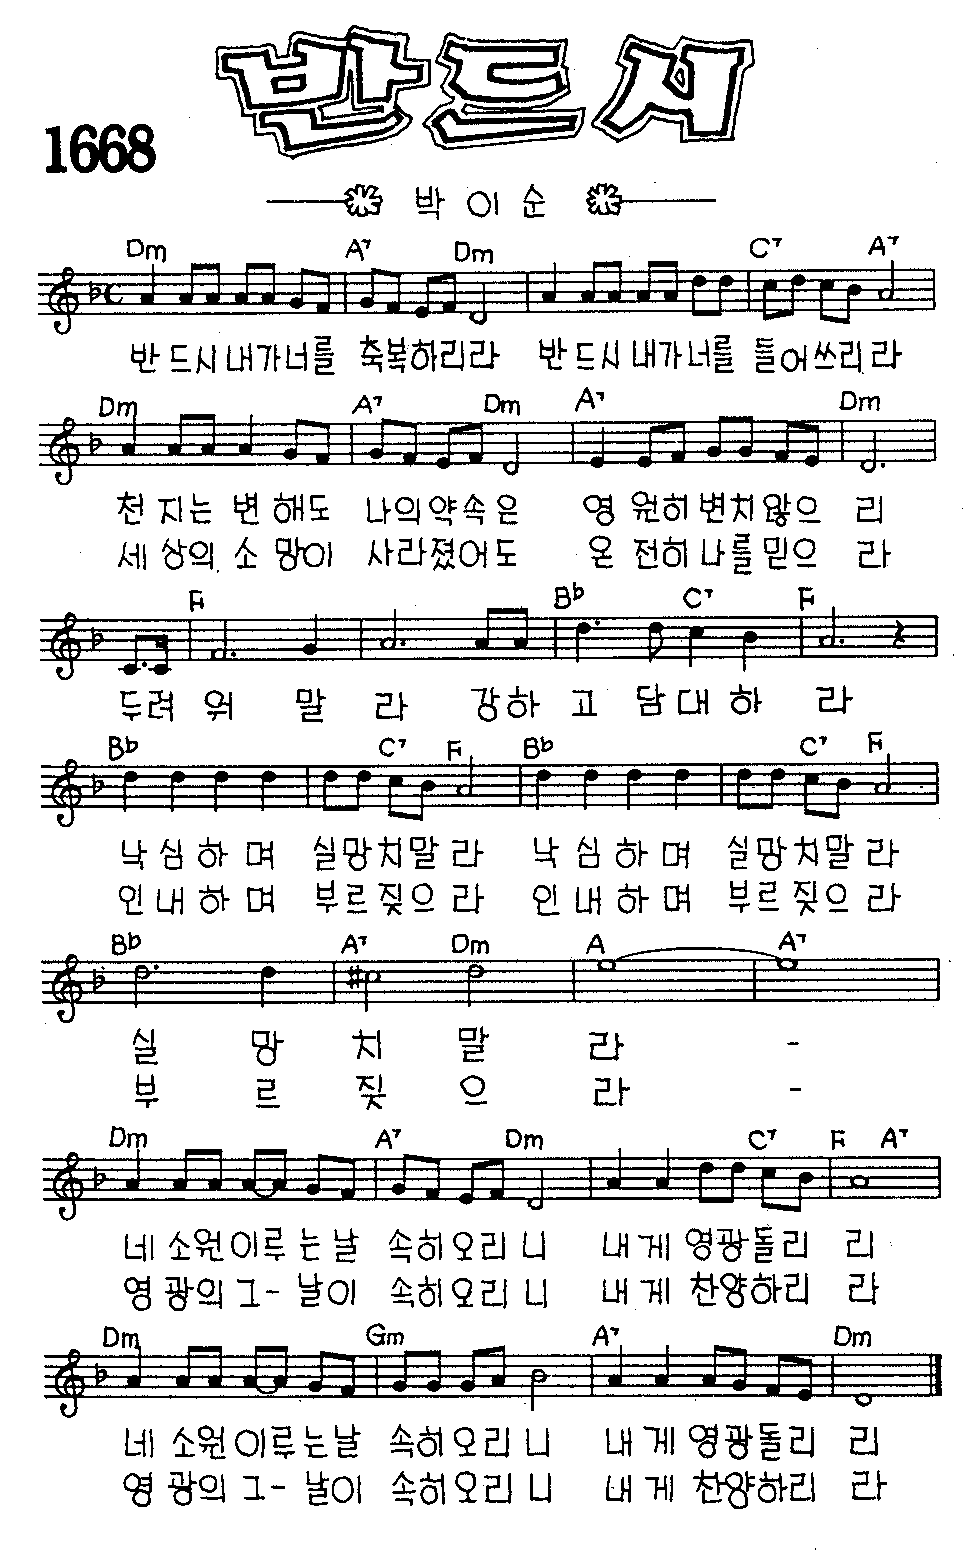 반드시
1668
박이순
Dm A7 Dm C7 A7
반드시내가너를 축복하리라 반드시내가너를 들어쓰리라
Dm A7 Dm A7 Dm
천지는 변해도 나의약속은 영 원히변치않으 리
세상의 소망이 사라졌어도 온 전히나를믿으 라
F Bb C7 F
두려워 말 라 강하 고 담대하 라
Bb C7 F Bb C7 F
낙심하며 실망치말라 낙심하며 실망치말라
인내하며 부르짖으라 인내하며 부르짖으라
Bb A7 Dm A A7
실 망 치 말 라 -
부 르 짖 으 라 -
Dm A7 Dm C7 F A7
네 소원이루는날 속히오리니 내게 영광돌리 리
영광의그-날이 속히오리니 내게 찬양하리 라
Dm Gm A7 Dm
네 소원이루는날 속히오리니 내게 영광돌리 리
영광의그-날이 속히오리니 내게 찬양하리 라